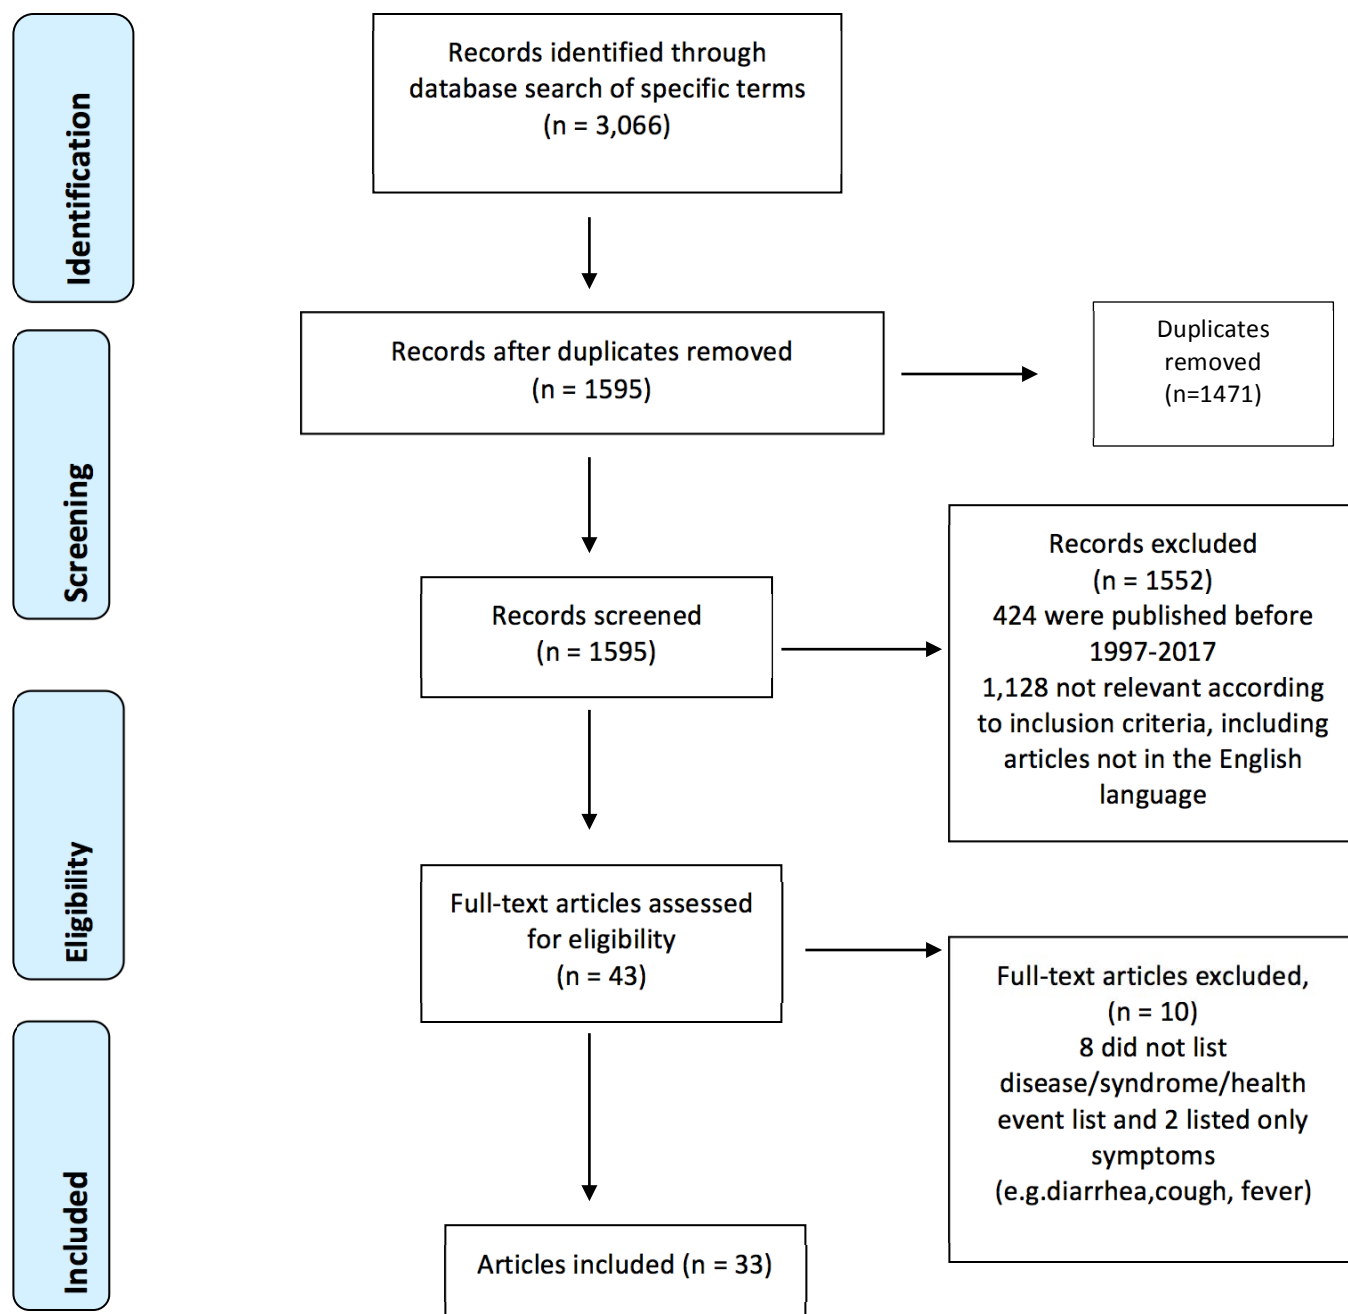 Identification
Records identified through
database search of specific terms
(n = 3,066)
Screening
Records after duplicates removed
(n = 1595)
Duplicates
removed
(n=1471)
Records screened
(n = 1595)
Records excluded
(n = 1552)
424 were published before
1997-2017
1,128 not relevant according
to inclusion criteria, including
articles not in the English
language
Eligibility
Full-text articles assessed
for eligibility
(n = 43)
Full-text articles excluded,
(n = 10)
8 did not list
disease/syndrome/health
event list and 2 listed only
symptoms
(e.g.diarrhea,cough, fever)
Included
Articles included (n = 33)